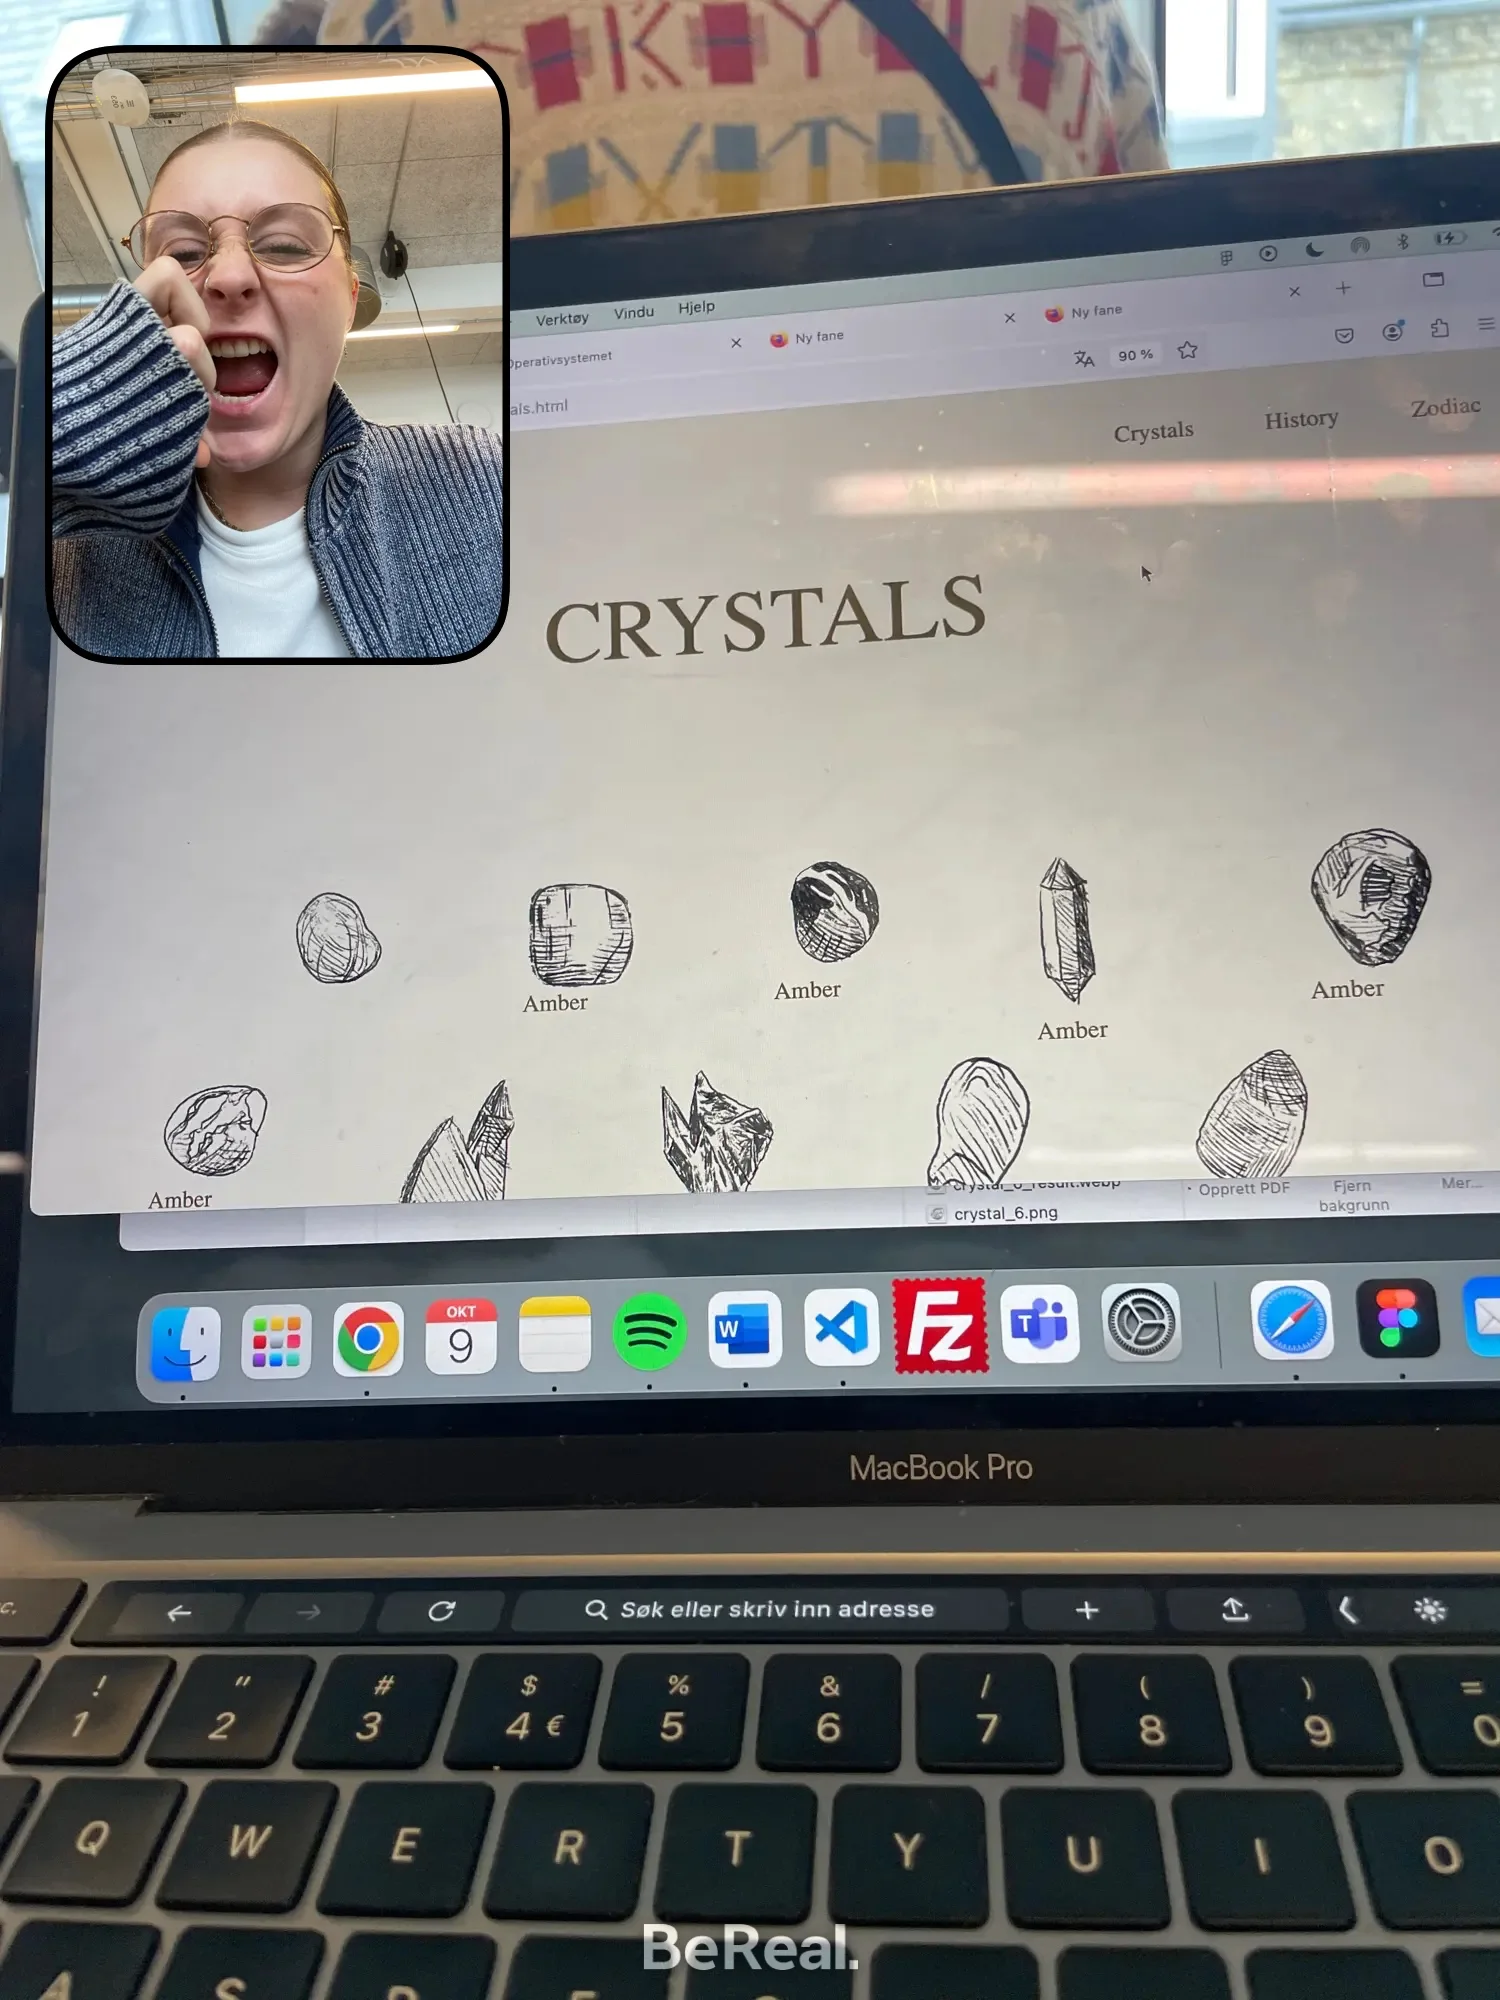 Verktøy Vindu Hjelp
Operativsystemet
Ny fane
Ny fane
als.html
90 %
Crystals History Zodiac
CRYSTALS
Amber
Amber
Amber
Amber
Amber
crystal_6_result.webp
crystal_6.png
Opprett PDF
Fjern bakgrunn
Mer...
OKT
9
W
FZ
T
MacBook Pro
Søk eller skriv inn adresse
! " # $ % & / ( ) =
1 2 3 4 € 5 6 7 8 9 0
Q W E R T Y U I O
A S
BeReal.